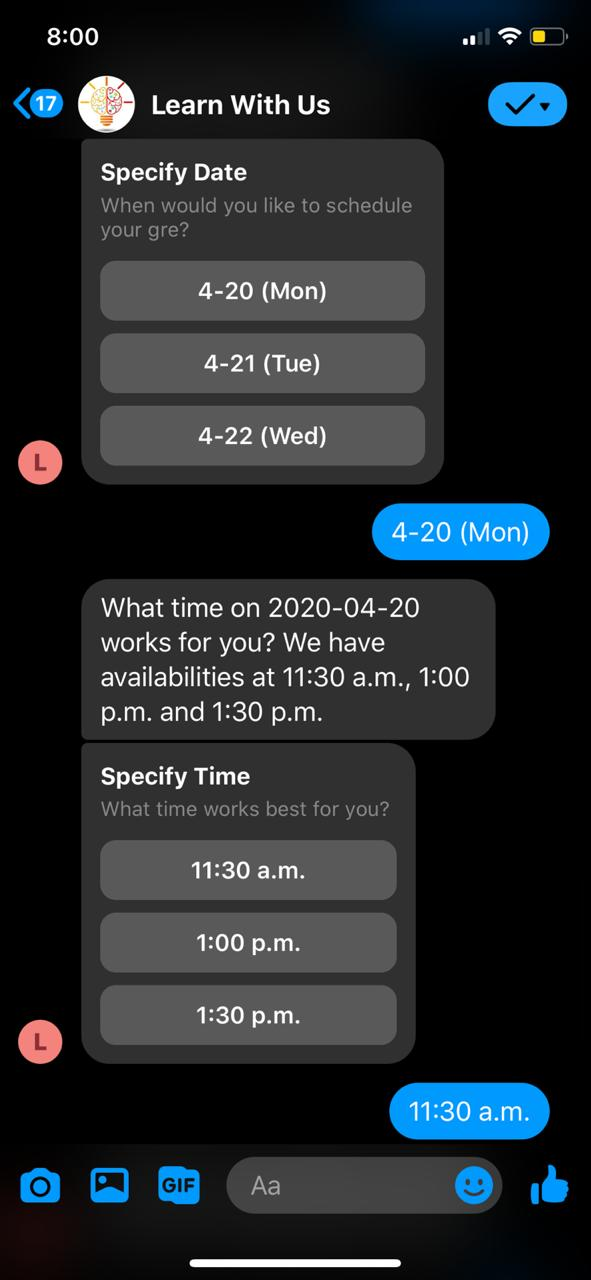 8:00
17
Learn With Us
Specify Date
When would you like to schedule
your gre?
4-20 (Mon)
4-21 (Tue)
4-22 (Wed)
L
4-20 (Mon)
What time on 2020-04-20
works for you? We have
availabilities at 11:30 a.m., 1:00
p.m. and 1:30 p.m.
Specify Time
What time works best for you?
11:30 a.m.
1:00 p.m.
1:30 p.m.
L
11:30 a.m.
GIF
Aa